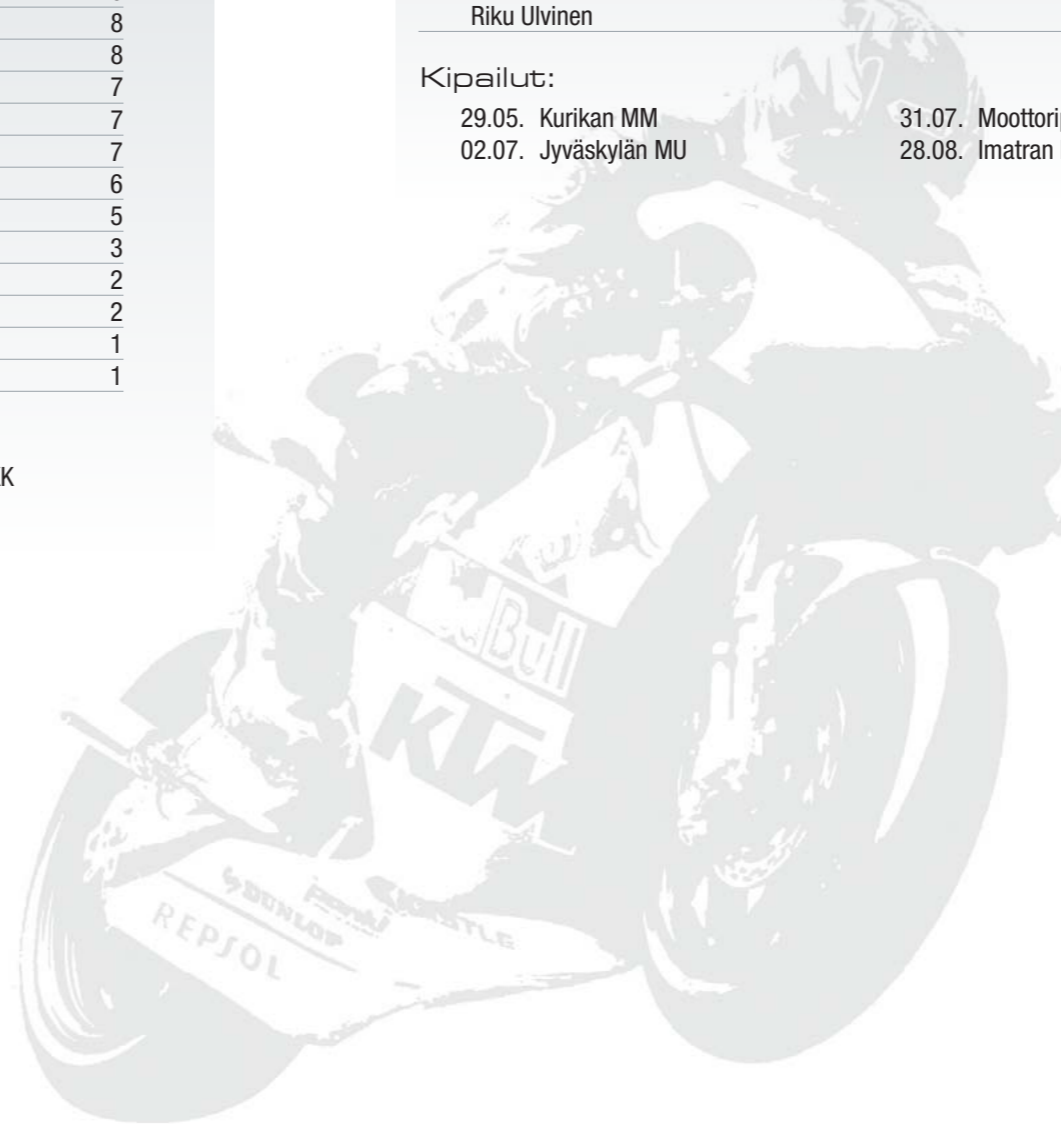 8
8
7
7
7
6
5
3
2
2
1
1
K
Riku Ulvinen
Kipailut:
29.05. Kurikan MM
02.07. Jyväskylän MU
31.07.
28.08. Imatran
Bull
KTM
DUNLOP
REPSOL